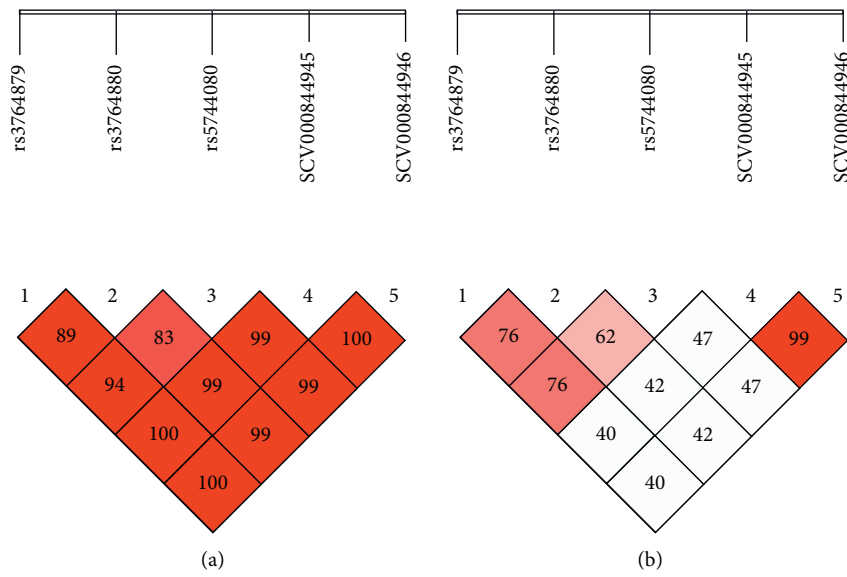 rs3764879
rs3764880
rs5744080
SCV000844945
SCV000844946
1 2 3 4 5
89 83 99 100
94 99 99
100 99
100
(a)
rs3764879
rs3764880
rs5744080
SCV000844945
SCV000844946
1 2 3 4 5
76 62 47 99
76 42 47
40 42
40
(b)